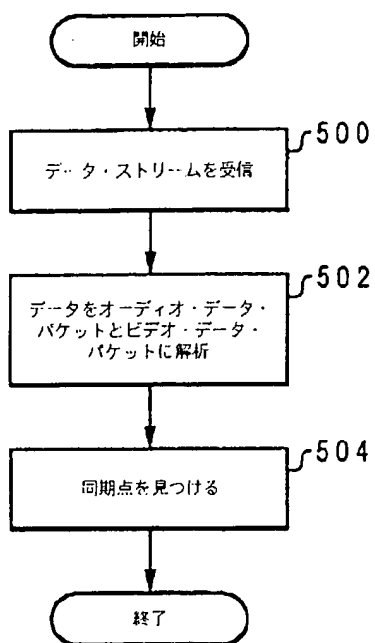 開始
データ・ストリームを受信
500
データをオーディオ・データ・
パケットとビデオ・データ・
パケットに解析
502
同期点を見つける
504
終了